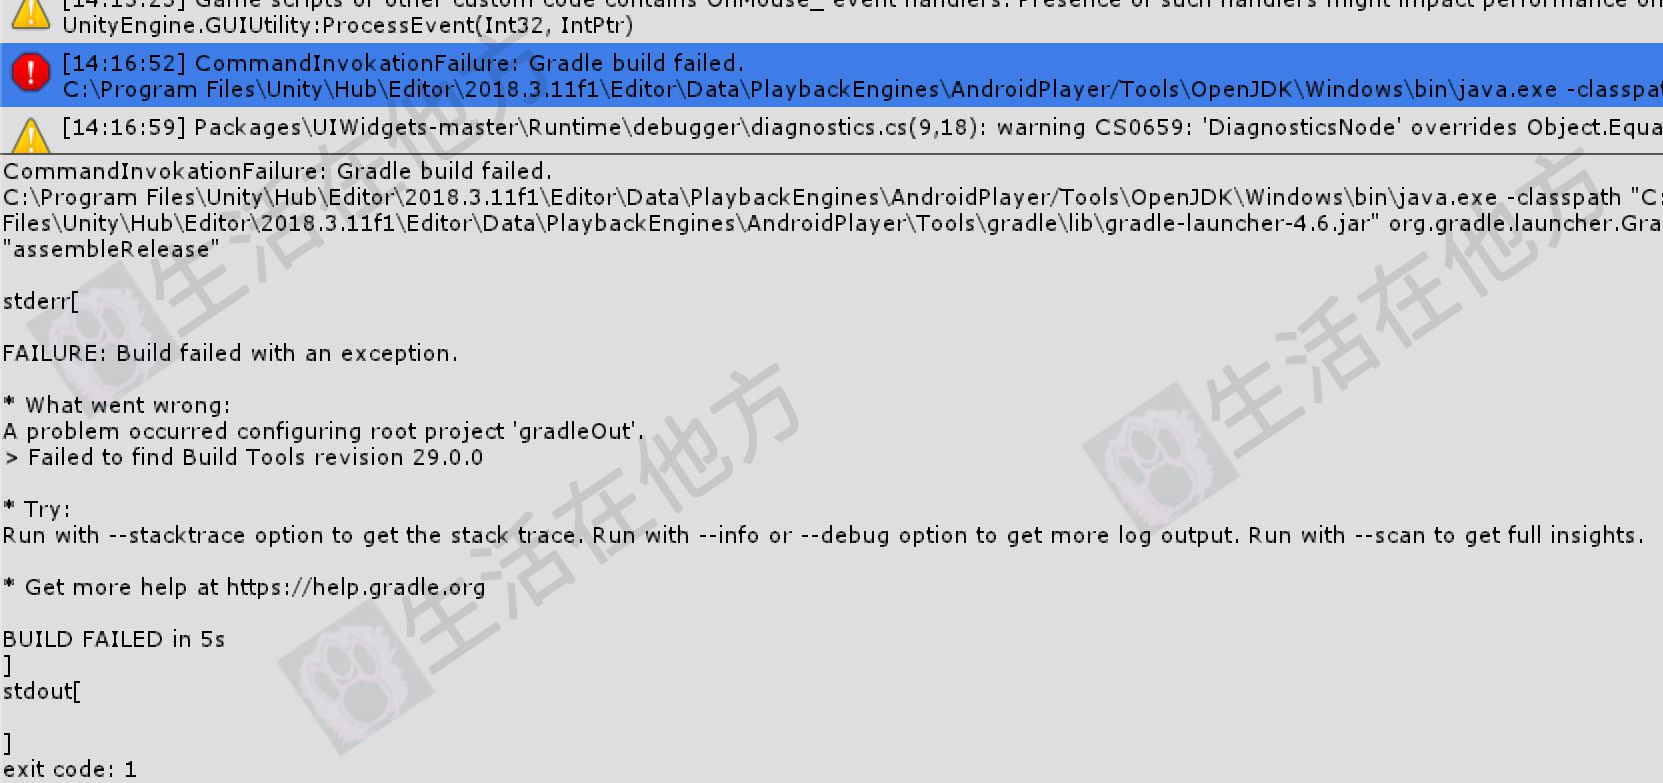 [14:15:25] Game scripts or other custom code contains OnMouse_ event handlers. Presence of such handlers might impact performance on
UnityEngine.GUIUtility:ProcessEvent(Int32, IntPtr)
[14:16:52] CommandInvokationFailure: Gradle build failed.
C:\Program Files\Unity\Hub\Editor\2018.3.11f1\Editor\Data\PlaybackEngines\AndroidPlayer/Tools\OpenJDK\Windows\bin\java.exe -classpat
[14:16:59] Packages\UIWidgets-master\Runtime\debugger\diagnostics.cs(9,18): warning CS0659: 'DiagnosticsNode' overrides Object.Equa
CommandInvokationFailure: Gradle build failed.
C:\Program Files\Unity\Hub\Editor\2018.3.11f1\Editor\Data\PlaybackEngines\AndroidPlayer/Tools\OpenJDK\Windows\bin\java.exe -classpath "C:
Files\Unity\Hub\Editor\2018.3.11f1\Editor\Data\PlaybackEngines\AndroidPlayer\Tools\gradle\lib\gradle-launcher-4.6.jar" org.gradle.launcher.Gra
"assembleRelease"
stderr[
FAILURE: Build failed with an exception.
* What went wrong:
A problem occurred configuring root project 'gradleOut'.
> Failed to find Build Tools revision 29.0.0
* Try:
Run with --stacktrace option to get the stack trace. Run with --info or --debug option to get more log output. Run with --scan to get full insights.
* Get more help at https://help.gradle.org
BUILD FAILED in 5s
]
stdout[
]
exit code: 1
生活在他方
生活在他方
生活在他方